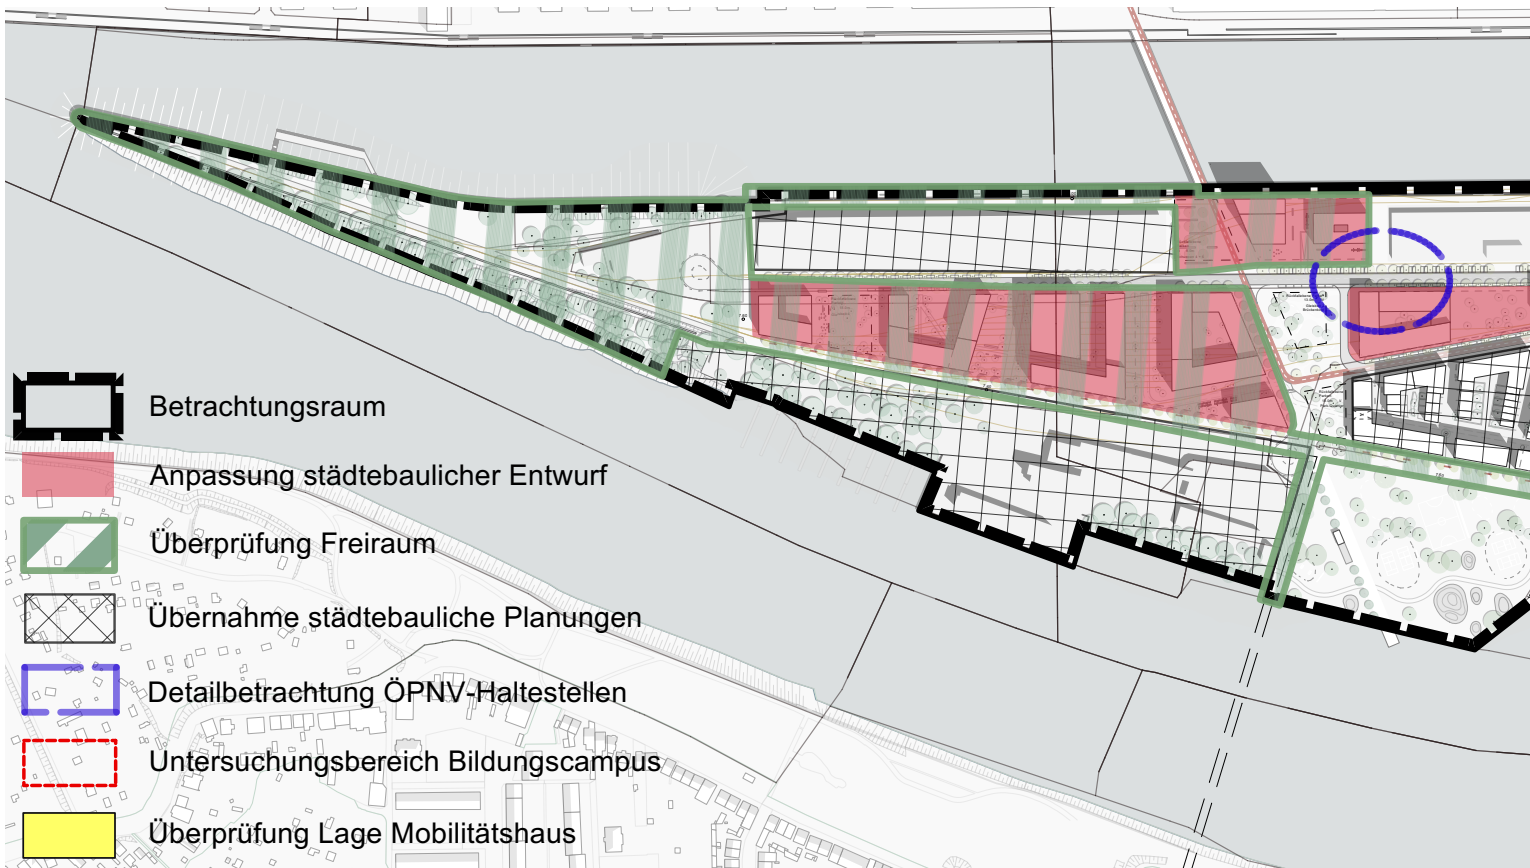 Betrachtungsraum
Anpassung städtebaulicher Entwurf
Überprüfung Freiraum
Übernahme städtebauliche Planungen
Detailbetrachtung ÖPNV-Haltestellen
Untersuchungsbereich Bildungscampus
Überprüfung Lage Mobilitätshaus